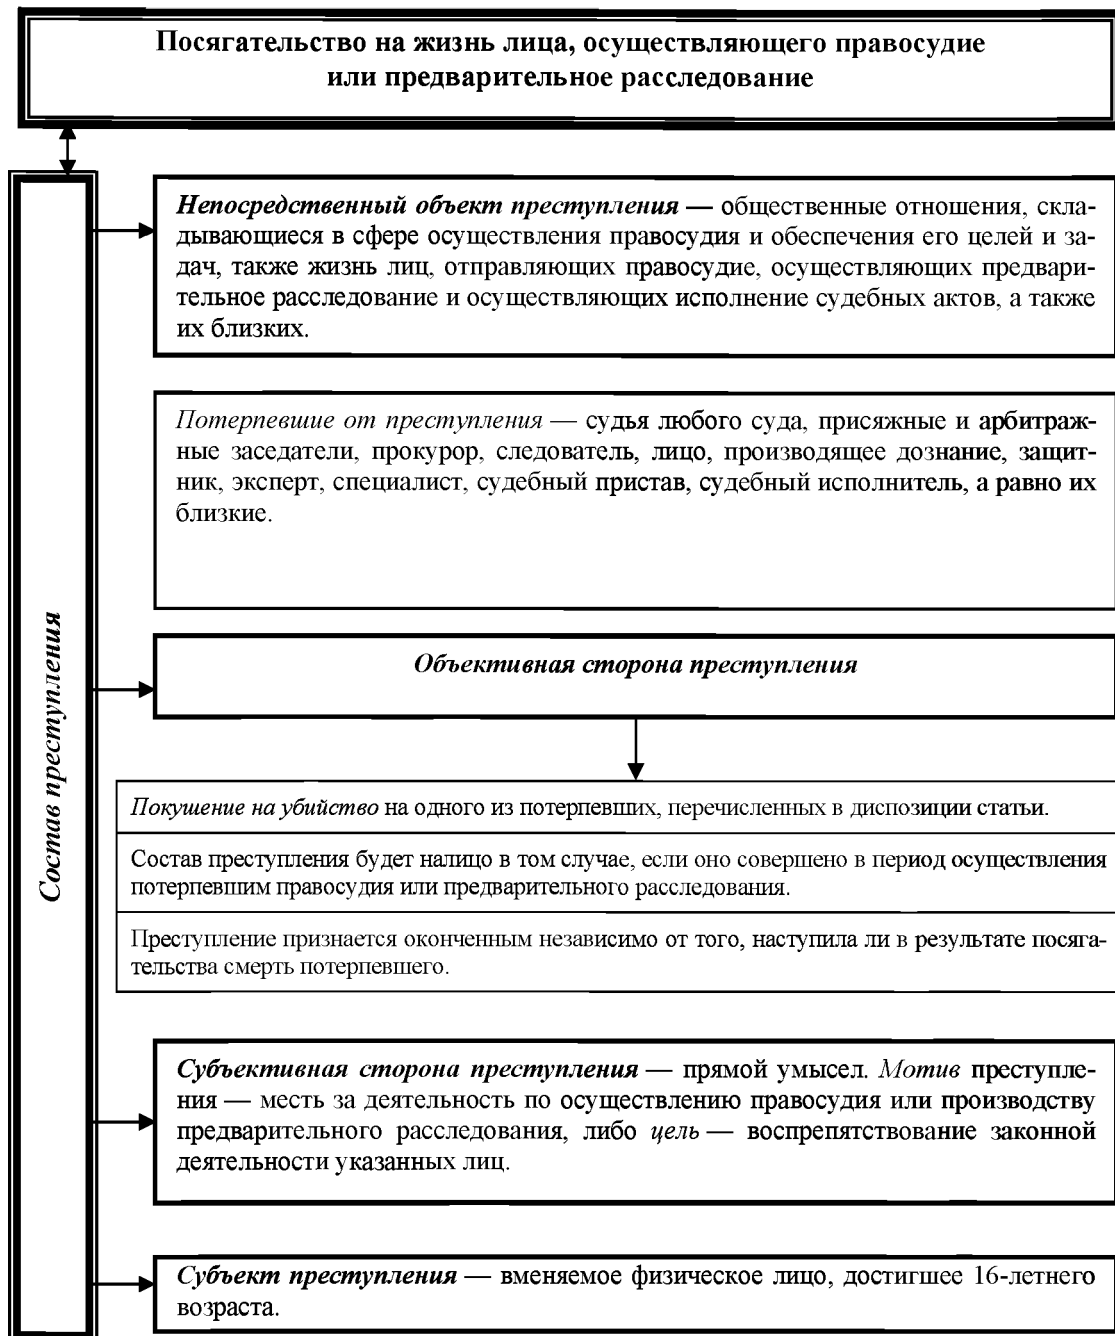 Посягательство на жизнь лица, осуществляющего правосудие
или предварительное расследование
Непосредственный объект преступления — общественные отношения, скла-
дывающиеся в сфере осуществления правосудия и обеспечения его целей и за-
дач, также жизнь лиц, отправляющих правосудие, осуществляющих предвари-
тельное расследование и осуществляющих исполнение судебных актов, а также
их близких.
Потерпевшие от преступления — судья любого суда, присяжные и арбитраж-
ные заседатели, прокурор, следователь, лицо, производящее дознание, защит-
ник, эксперт, специалист, судебный пристав, судебный исполнитель, а равно их
близкие.
Состав преступления
Объективная сторона преступления
Покушение на убийство на одного из потерпевших, перечисленных в диспозиции статьи.
Состав преступления будет налицо в том случае, если оно совершено в период осуществления
потерпевшим правосудия или предварительного расследования.
Преступление признается оконченным независимо от того, наступила ли в результате посяга-
тельства смерть потерпевшего.
Субъективная сторона преступления — прямой умысел. Мотив преступле-
ния — месть за деятельность по осуществлению правосудия или производству
предварительного расследования, либо цель — воспрепятствование законной
деятельности указанных лиц.
Субъект преступления — вменяемое физическое лицо, достигшее 16-летнего
возраста.